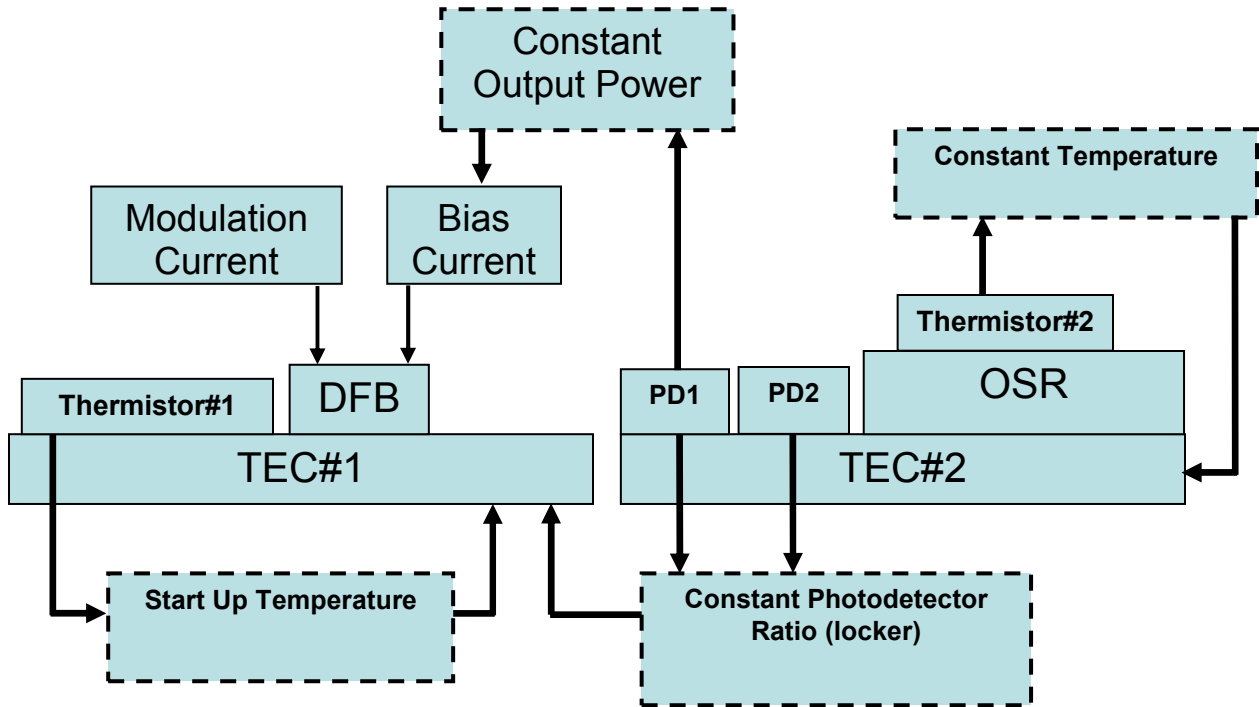 Constant
Output Power
Constant Temperature
Modulation
Current
Bias
Current
Thermistor#2
Thermistor#1
DFB
PD1
PD2
OSR
TEC#1
TEC#2
Start Up Temperature
Constant Photodetector
Ratio (locker)